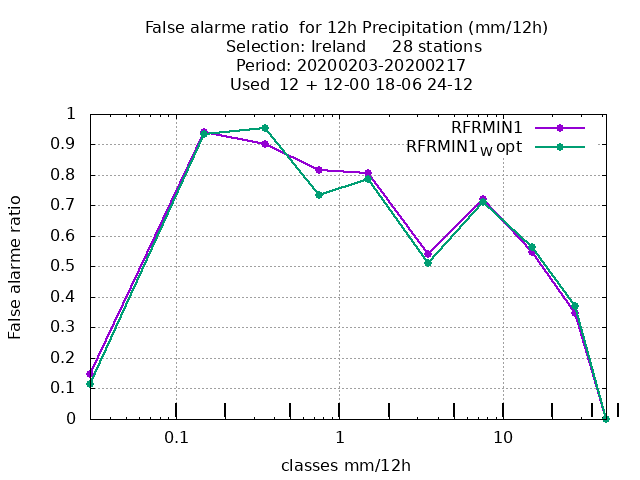 False alarme ratio  for 12h Precipitation (mm/12h)
Selection: Ireland     28 stations
Period: 20200203-20200217
Used  12 + 12-00 18-06 24-12
RFRMIN1
RFRMIN1W opt
False alarme ratio
1
0.9
0.8
0.7
0.6
0.5
0.4
0.3
0.2
0.1
0
0.1 1 10
classes mm/12h